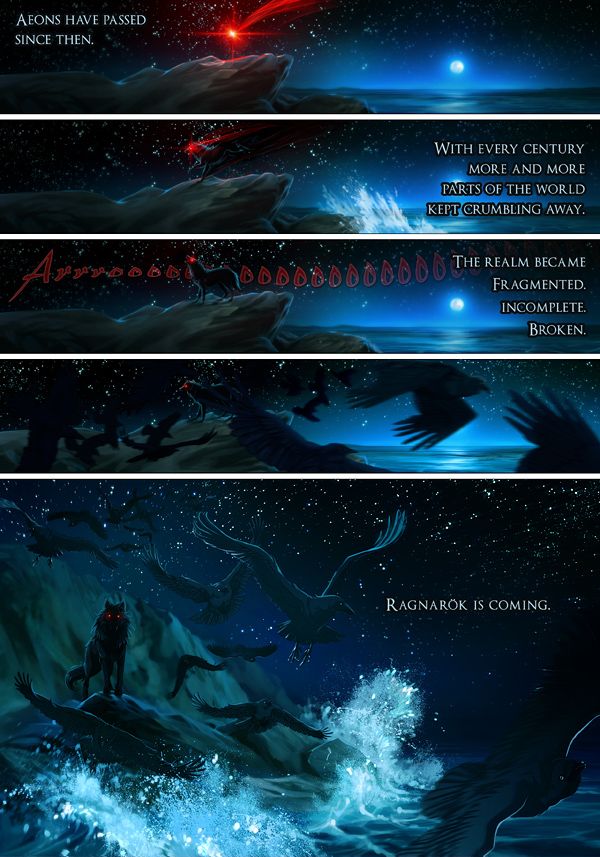 Aeons have passed
since then.
With every century
more and more
parts of the world
kept crumbling away.
The realm became
Fragmented.
incomplete.
Broken.
Ragnarök is coming.